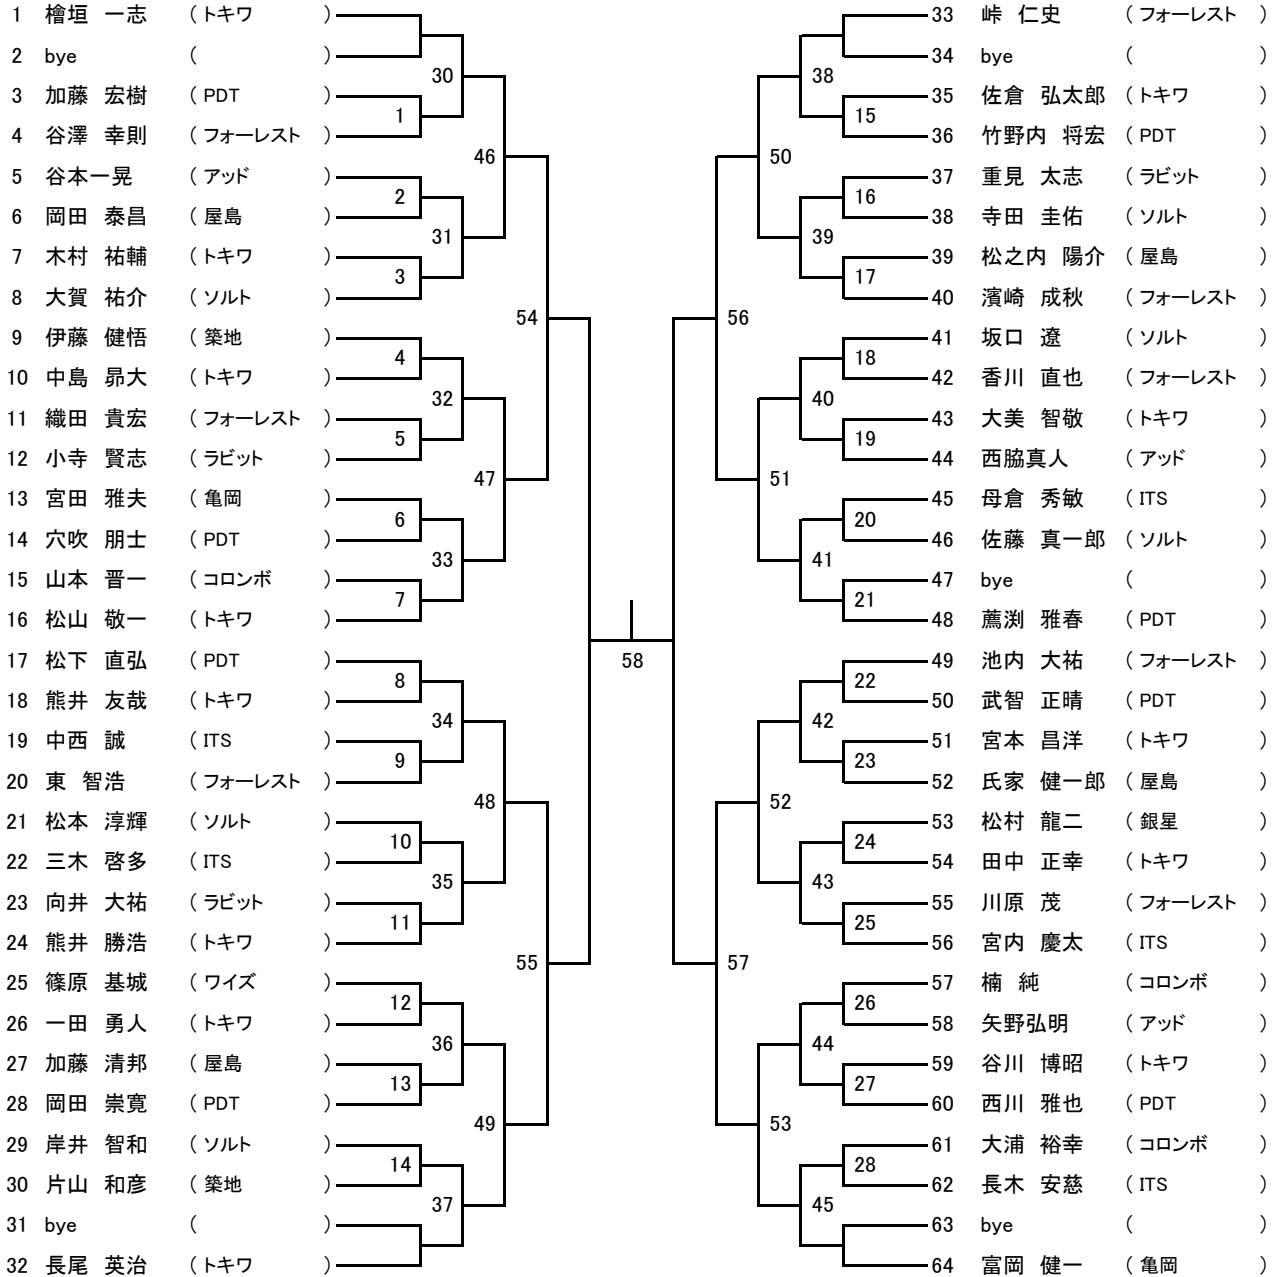 1 檜垣 一志 ( トキワ )
2 bye ( )
3 加藤 宏樹 ( PDT )
4 谷澤 幸則 ( フォーレスト )
5 谷本一晃 ( アッド )
6 岡田 泰昌 ( 屋島 )
7 木村 祐輔 ( トキワ )
8 大賀 祐介 ( ソルト )
9 伊藤 健悟 ( 築地 )
10 中島 昴大 ( トキワ )
11 織田 貴宏 ( フォーレスト )
12 小寺 賢志 ( ラビット )
13 宮田 雅夫 ( 亀岡 )
14 穴吹 朋士 ( PDT )
15 山本 晋一 ( コロンボ )
16 松山 敬一 ( トキワ )
17 松下 直弘 ( PDT )
18 熊井 友哉 ( トキワ )
19 中西 誠 ( ITS )
20 東 智浩 ( フォーレスト )
21 松本 淳輝 ( ソルト )
22 三木 啓多 ( ITS )
23 向井 大祐 ( ラビット )
24 熊井 勝浩 ( トキワ )
25 篠原 基城 ( ワイズ )
26 一田 勇人 ( トキワ )
27 加藤 清邦 ( 屋島 )
28 岡田 崇寛 ( PDT )
29 岸井 智和 ( ソルト )
30 片山 和彦 ( 築地 )
31 bye ( )
32 長尾 英治 ( トキワ )
1
2
3
4
5
6
7
8
9
10
11
12
13
14
30
31
32
33
34
35
36
37
46
47
48
49
54
55
58
56
57
50
51
52
53
38
39
40
41
42
43
44
45
15
16
17
18
19
20
21
22
23
24
25
26
27
28
33 峠 仁史 ( フォーレスト )
34 bye ( )
35 佐倉 弘太郎 ( トキワ )
36 竹野内 将宏 ( PDT )
37 重見 太志 ( ラビット )
38 寺田 圭佑 ( ソルト )
39 松之内 陽介 ( 屋島 )
40 濱崎 成秋 ( フォーレスト )
41 坂口 遼 ( ソルト )
42 香川 直也 ( フォーレスト )
43 大美 智敬 ( トキワ )
44 西脇真人 ( アッド )
45 母倉 秀敏 ( ITS )
46 佐藤 真一郎 ( ソルト )
47 bye ( )
48 薦渕 雅春 ( PDT )
49 池内 大祐 ( フォーレスト )
50 武智 正晴 ( PDT )
51 宮本 昌洋 ( トキワ )
52 氏家 健一郎 ( 屋島 )
53 松村 龍二 ( 銀星 )
54 田中 正幸 ( トキワ )
55 川原 茂 ( フォーレスト )
56 宮内 慶太 ( ITS )
57 楠 純 ( コロンボ )
58 矢野弘明 ( アッド )
59 谷川 博昭 ( トキワ )
60 西川 雅也 ( PDT )
61 大浦 裕幸 ( コロンボ )
62 長木 安慈 ( ITS )
63 bye ( )
64 富岡 健一 ( 亀岡 )